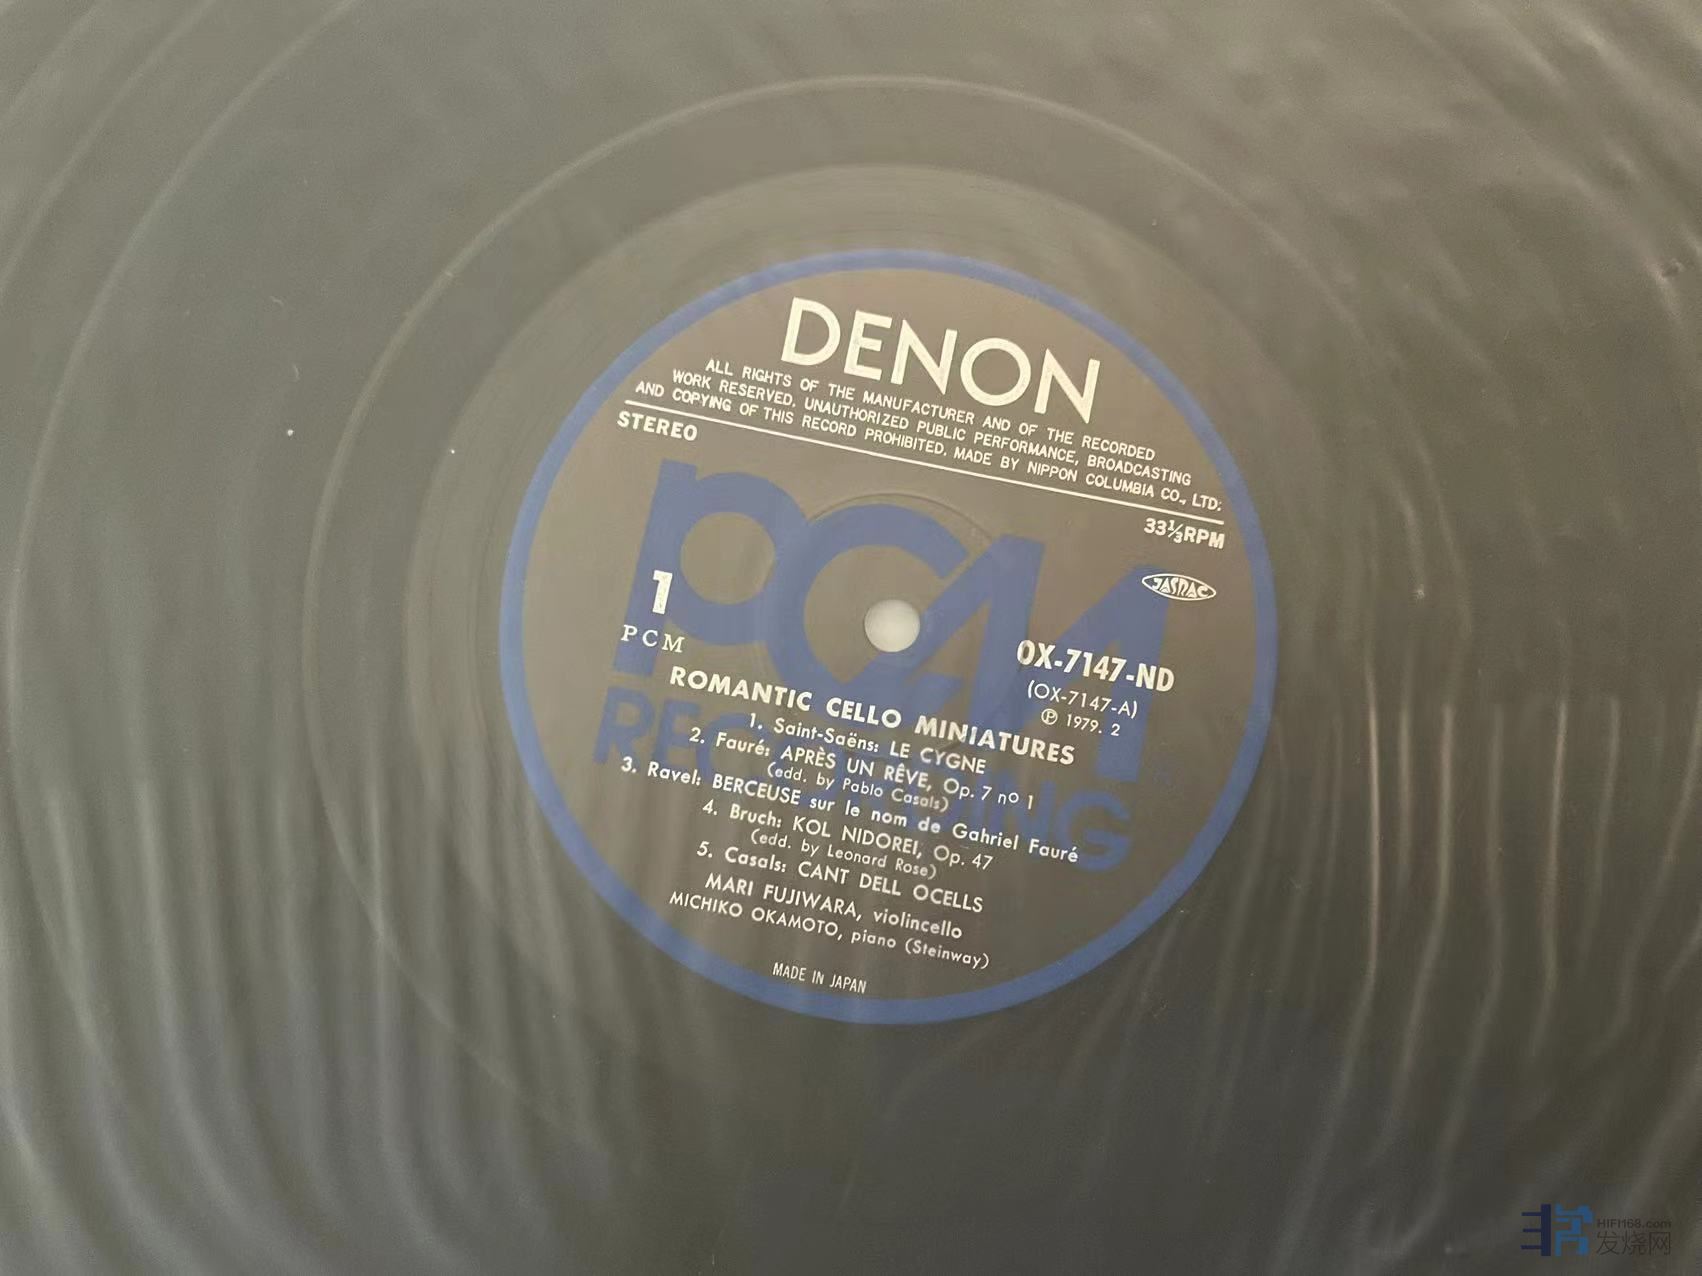 DENON
ALL RIGHTS OF THE MANUFACTURER AND OF THE RECORDED
WORK RESERVED. UNAUTHORIZED PUBLIC PERFORMANCE, BROADCASTING
AND COPYING OF THIS RECORD PROHIBITED. MADE BY NIPPON COLUMBIA CO., LTD:
STEREO
33⅓RPM
PCM
RECORDING
JASRAC
1
PCM
OX-7147-ND
(OX-7147-A)
Ⓟ 1979. 2
ROMANTIC CELLO MINIATURES
1. Saint-Saëns: LE CYGNE
2. Fauré: APRÈS UN RÊVE, Op. 7 nº 1
(edd. by Pablo Casals)
3. Ravel: BERCEUSE sur le nom de Gahriel Fauré
4. Bruch: KOL NIDOREI, Op. 47
(edd. by Leonard Rose)
5. Casals: CANT DELL OCELLS
MARI FUJIWARA, violincello
MICHIKO OKAMOTO, piano (Steinway)
MADE IN JAPAN
HIFI168.com
发烧网